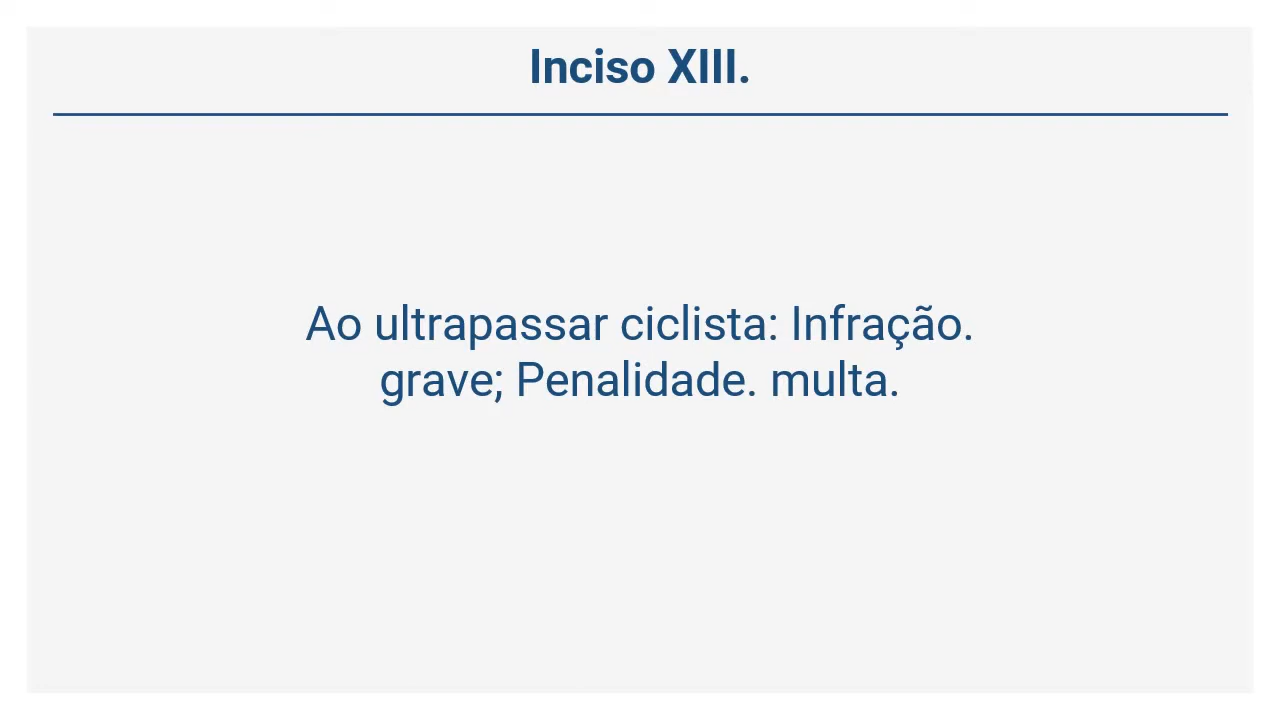 Inciso XIII.
Ao ultrapassar ciclista: Infração.
grave; Penalidade. multa.